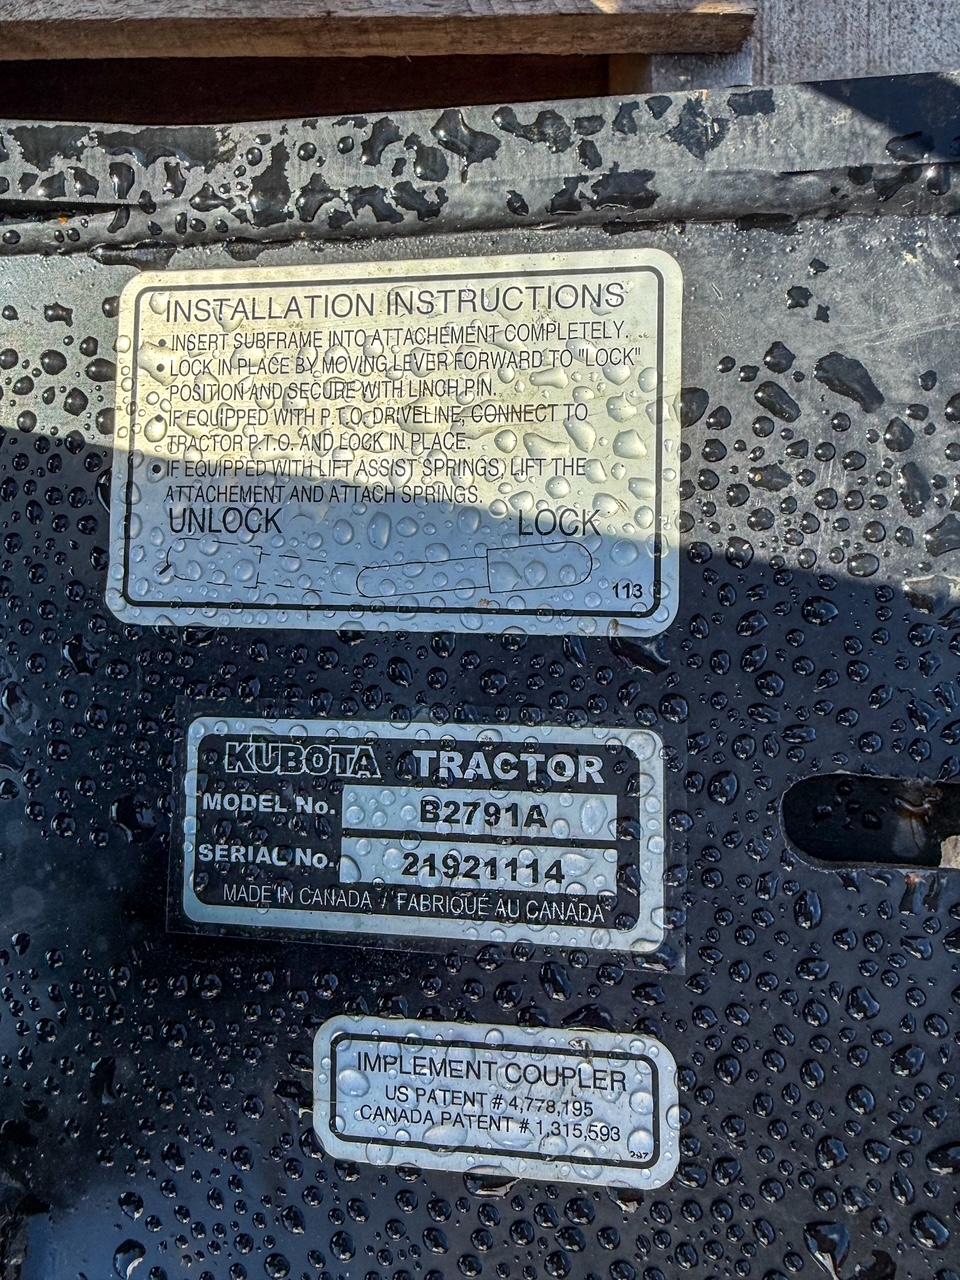 INSTALLATION INSTRUCTIONS
• INSERT SUBFRAME INTO ATTACHEMENT COMPLETELY.
• LOCK IN PLACE BY MOVING LEVER FORWARD TO "LOCK"
POSITION AND SECURE WITH LINCH PIN.
• IF EQUIPPED WITH P.T.O. DRIVELINE, CONNECT TO
TRACTOR P.T.O. AND LOCK IN PLACE.
• IF EQUIPPED WITH LIFT ASSIST SPRINGS, LIFT THE
ATTACHEMENT AND ATTACH SPRINGS.
UNLOCK LOCK
113
KUBOTA TRACTOR
MODEL No. B2791A
SERIAL No. 21921114
MADE IN CANADA / FABRIQUÉ AU CANADA
IMPLEMENT COUPLER
US PATENT # 4,778,195
CANADA PATENT # 1,315,593
297